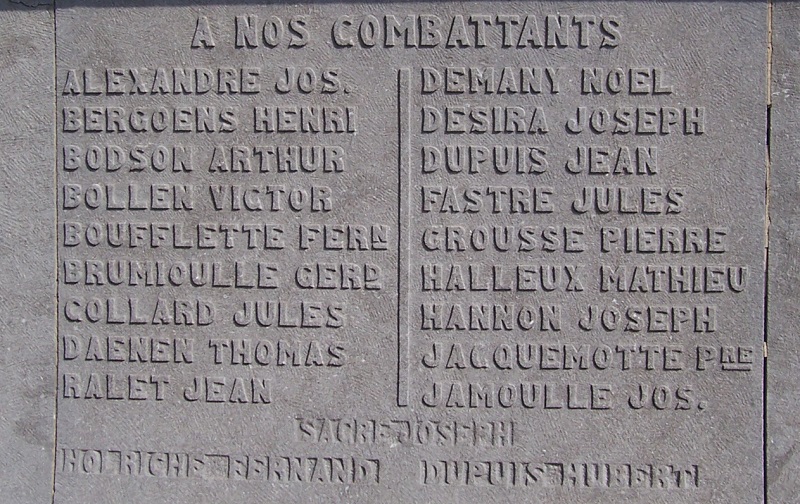 A NOS COMBATTANTS
ALEXANDRE JOS.
BERGOENS HENRI
BODSON ARTHUR
BOLLEN VICTOR
BOUFFLETTE FERN
BRUMIOULLE GERD
COLLARD JULES
DAENEN THOMAS
RALET JEAN
DEMANY NOEL
DESIRA JOSEPH
DUPUIS JEAN
FASTRE JULES
GROUSSE PIERRE
HALLEUX MATHIEU
HANNON JOSEPH
JACQUEMOTTE PRE
JAMOULLE JOS.
SACRE JOSEPH
FERNAND DUPUIS HUBERT